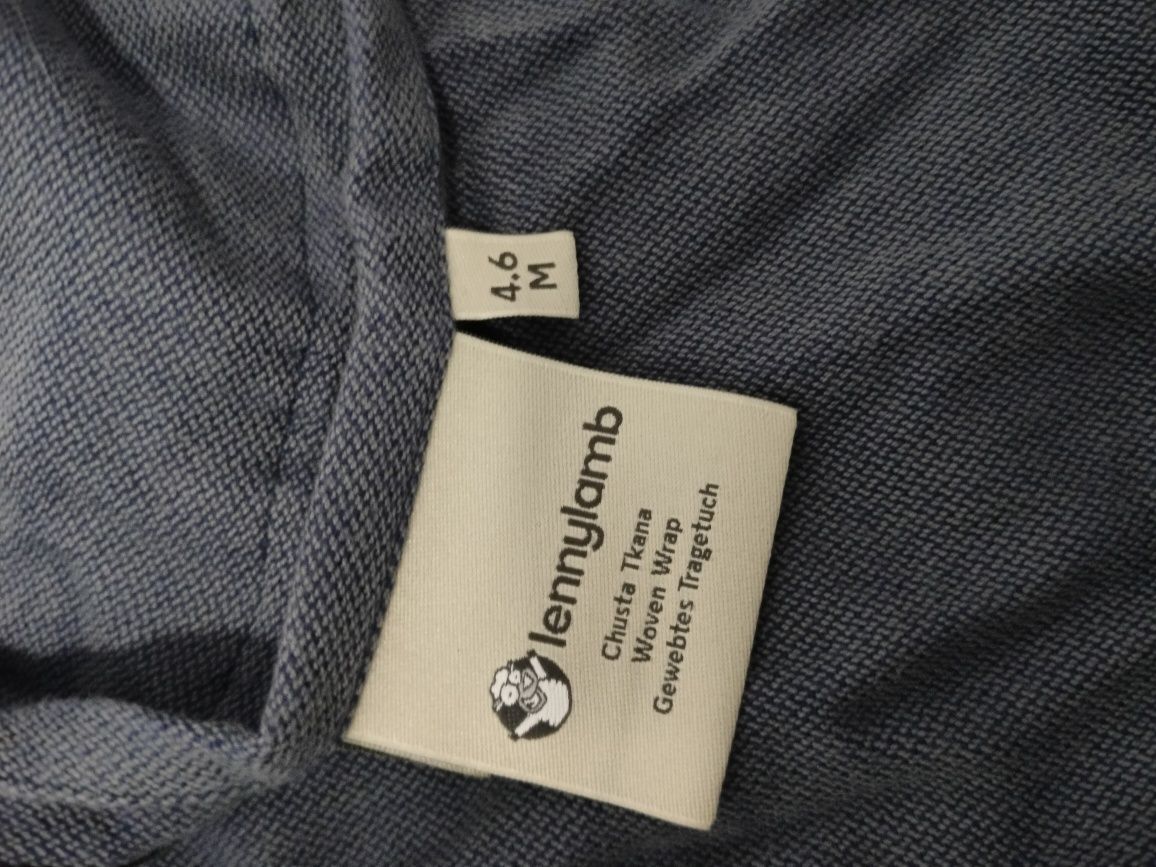 4.6
M
lennylamb
Chusta Tkana
Woven Wrap
Gewebtes Tragetuch